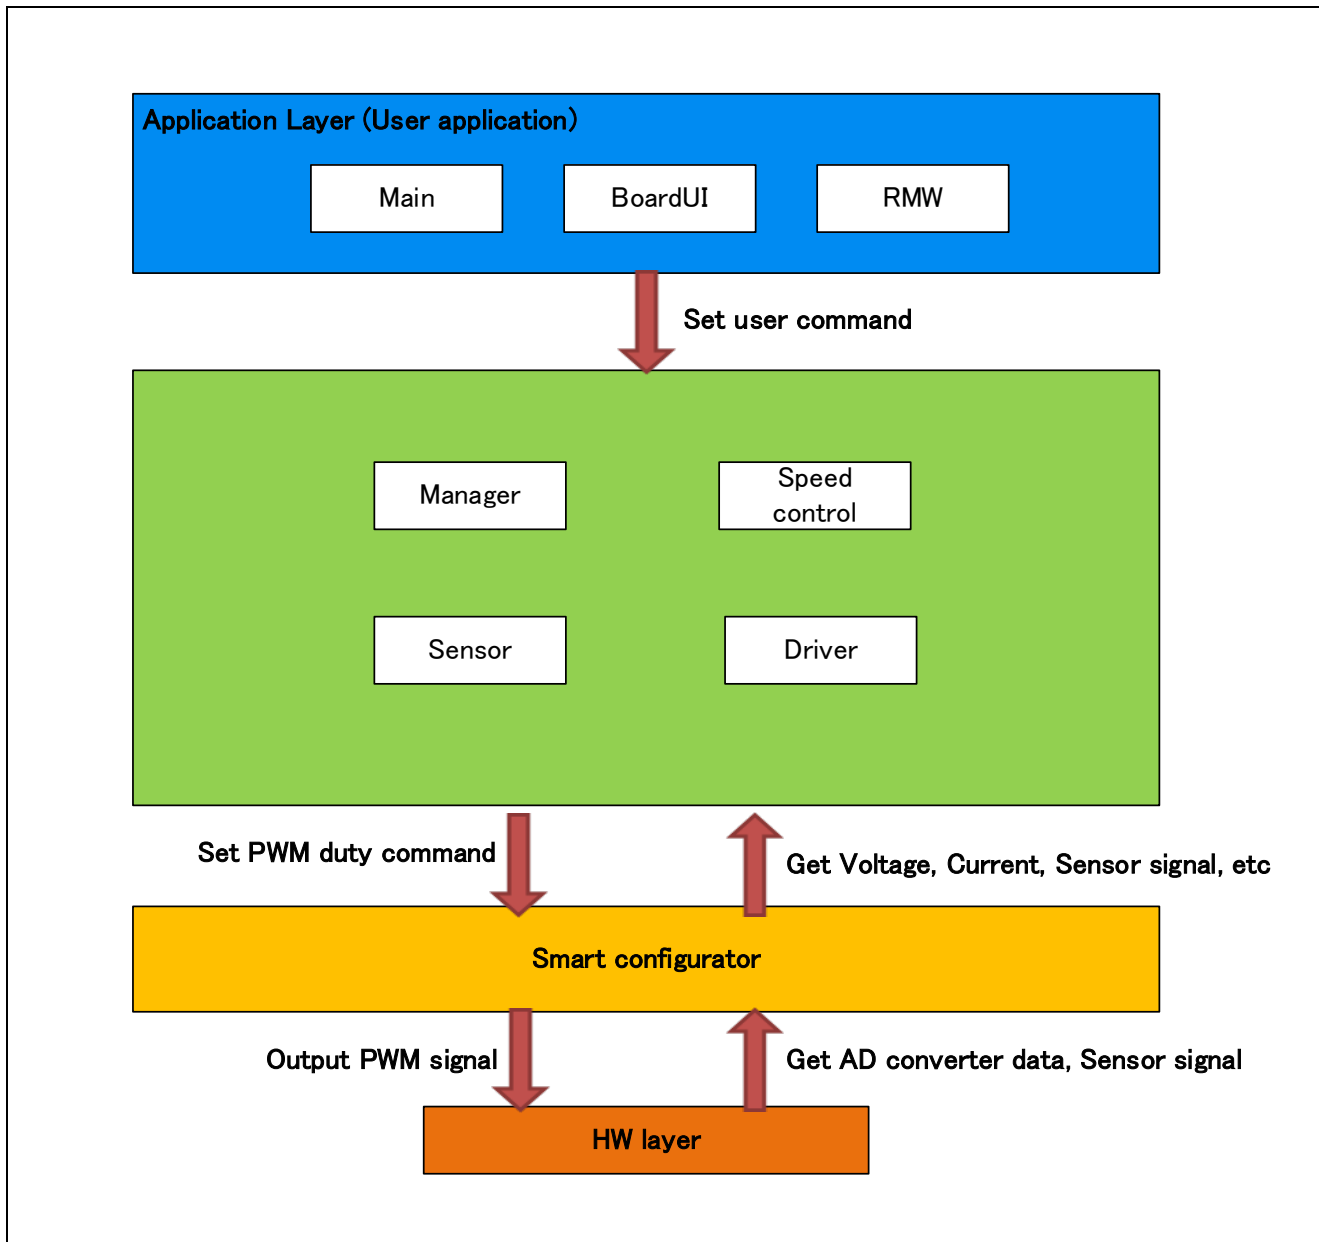 Application Layer (User application)
Main
BoardUI
RMW
Set user command
Manager
Speed
control
Sensor
Driver
Set PWM duty command
Get Voltage, Current, Sensor signal, etc
Smart configurator
Output PWM signal
Get AD converter data, Sensor signal
HW layer